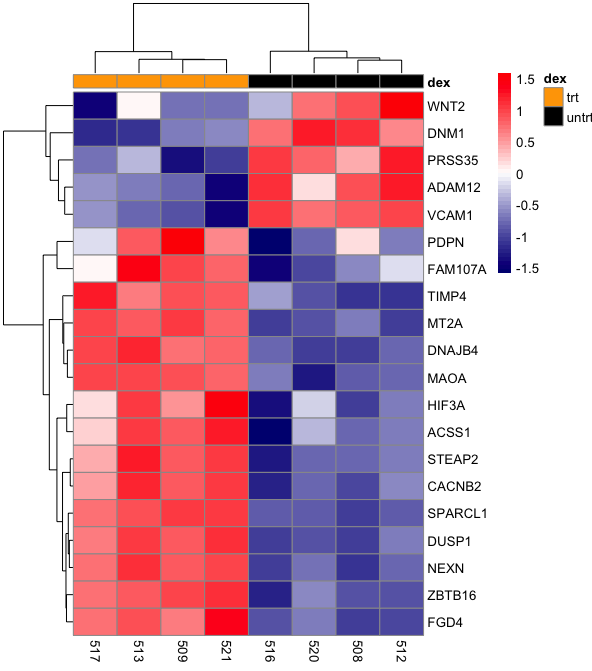 dex
WNT2
DNM1
PRSS35
ADAM12
VCAM1
PDPN
FAM107A
TIMP4
MT2A
DNAJB4
MAOA
HIF3A
ACSS1
STEAP2
CACNB2
SPARCL1
DUSP1
NEXN
ZBTB16
FGD4
517 513 509 521 516 520 508 512
1.5
1
0.5
0
-0.5
-1
-1.5
dex
trt
untrt